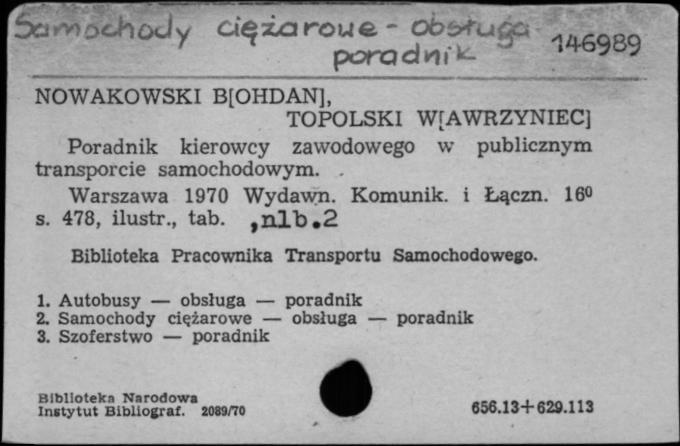 Samochody ciężarowe - obsługa
poradnik 146989
NOWAKOWSKI B[OHDAN],
TOPOLSKI W[AWRZYNIEC]
Poradnik kierowcy zawodowego w publicznym
transporcie samochodowym.
Warszawa 1970 Wydawn. Komunik. i Łączn. 16⁰
s. 478, ilustr., tab. ,nlb.2
Biblioteka Pracownika Transportu Samochodowego.
1. Autobusy — obsługa — poradnik
2. Samochody ciężarowe — obsługa — poradnik
3. Szoferstwo — poradnik
Biblioteka Narodowa
Instytut Bibliograf. 2089/70 656.13+629.113